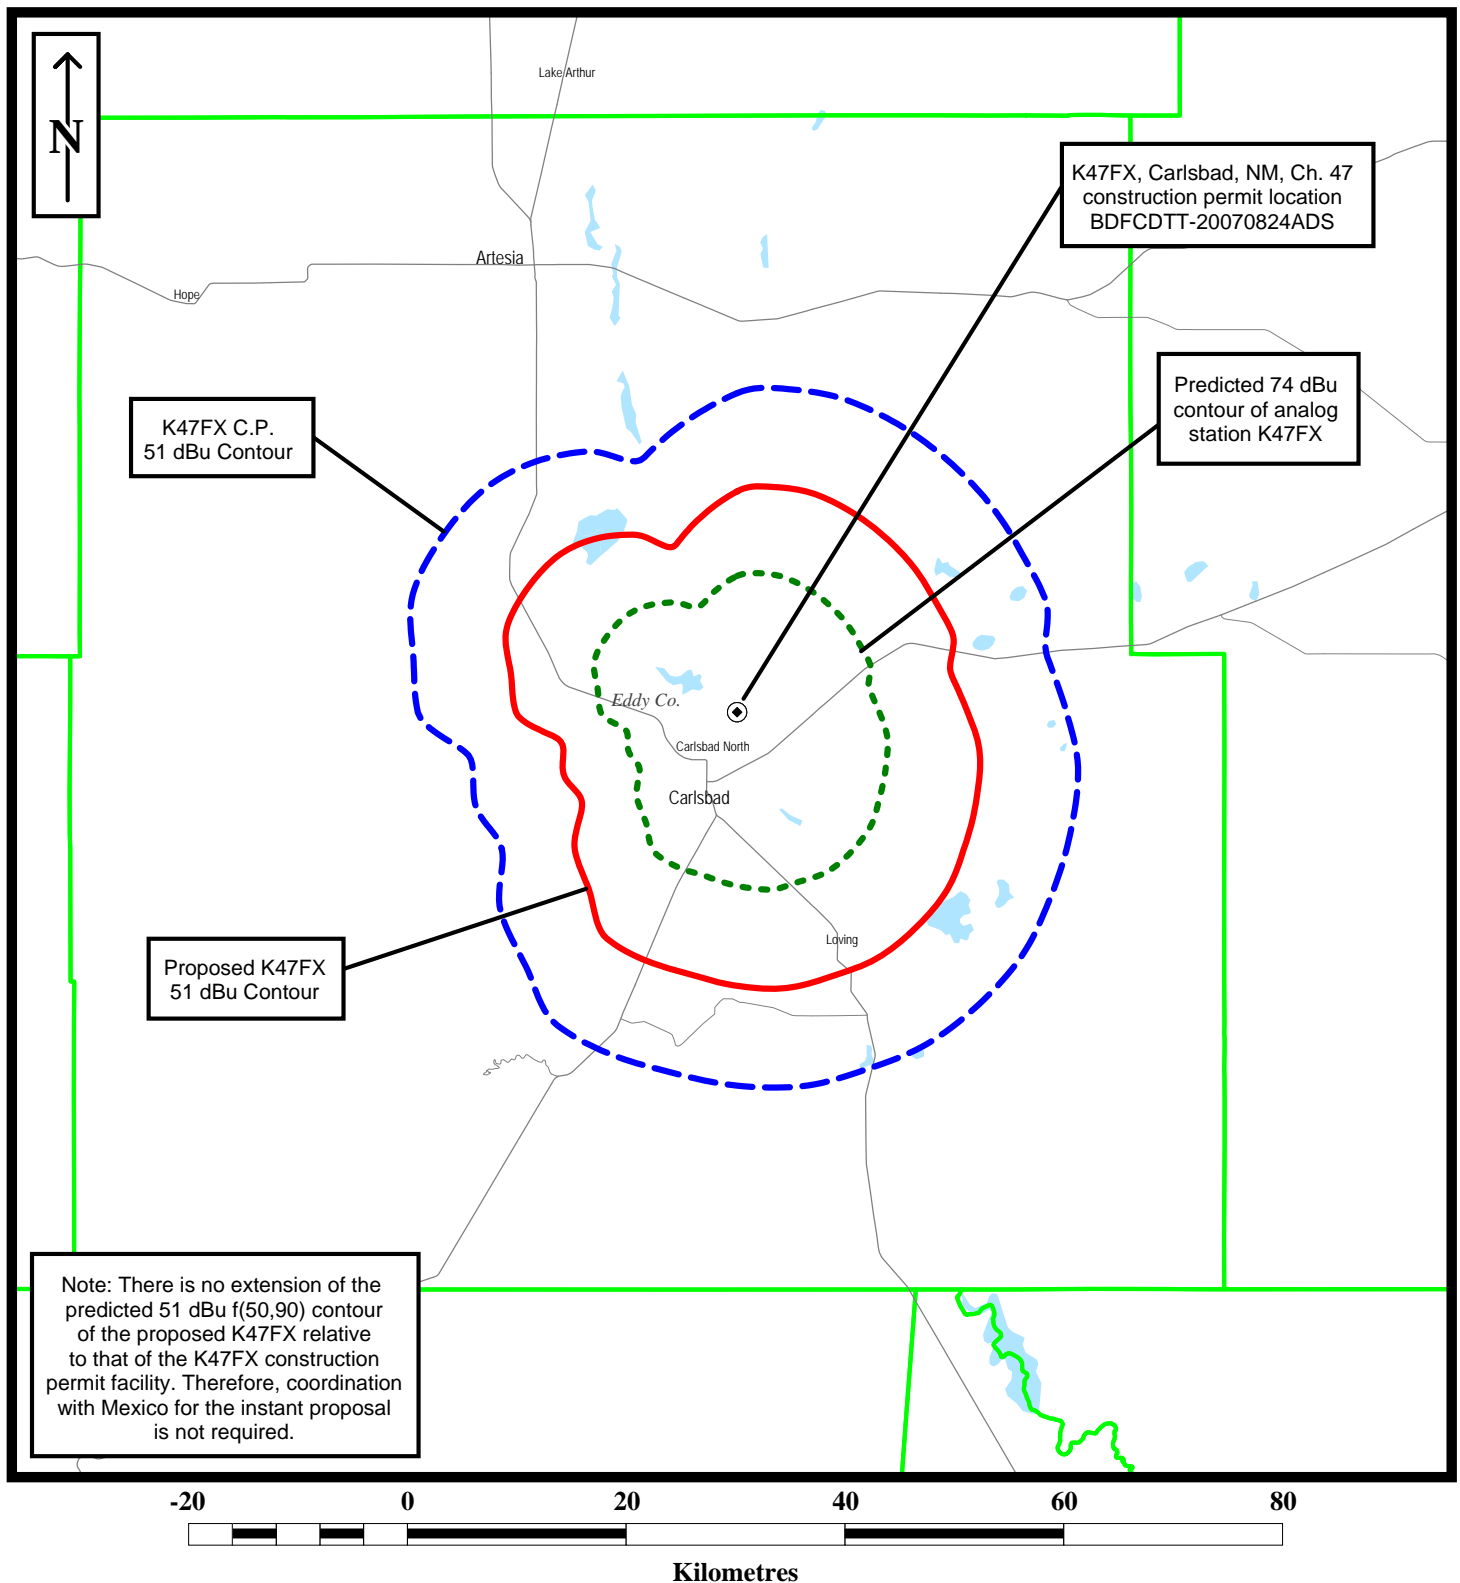 N
Lake Arthur
K47FX, Carlsbad, NM, Ch. 47
construction permit location
BDFCDTT-20070824ADS
Artesia
Hope
Predicted 74 dBu
contour of analog
station K47FX
K47FX C.P.
51 dBu Contour
Eddy Co.
Carlsbad North
Carlsbad
Loving
Proposed K47FX
51 dBu Contour
Note: There is no extension of the
predicted 51 dBu f(50,90) contour
of the proposed K47FX relative
to that of the K47FX construction
permit facility. Therefore, coordination
with Mexico for the instant proposal
is not required.
-20 0 20 40 60 80
Kilometres